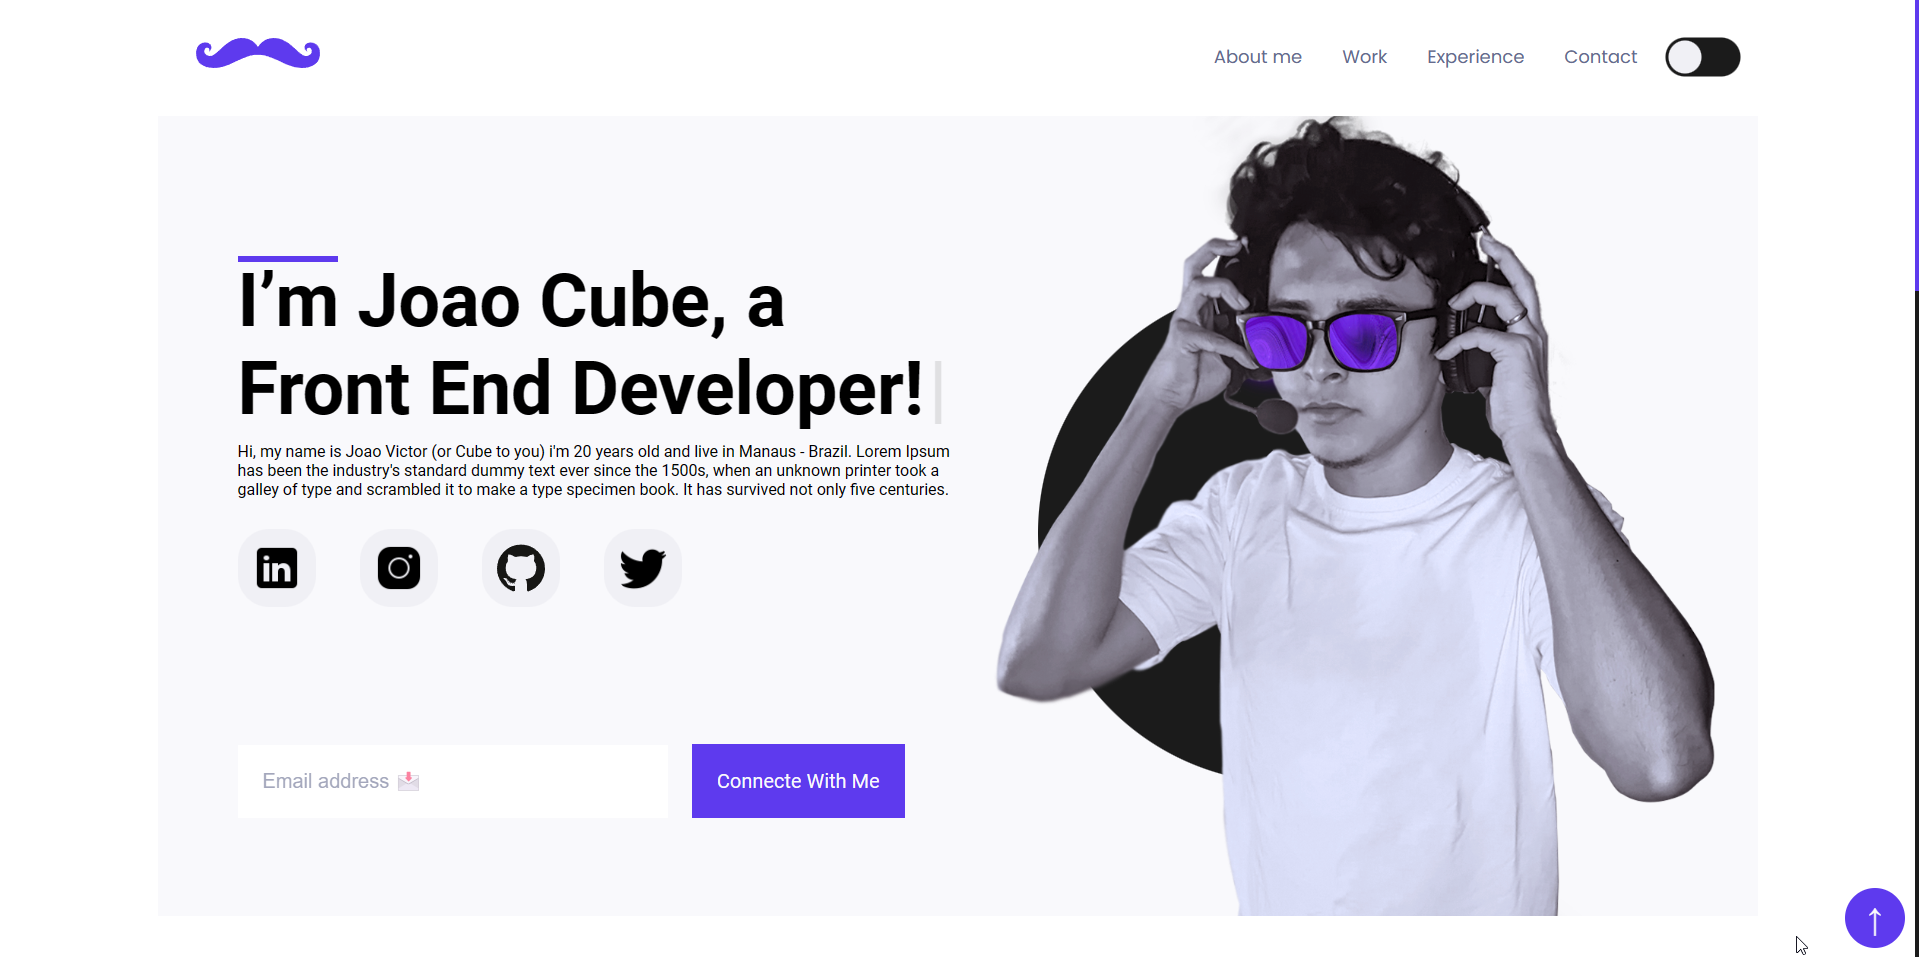 About me Work Experience Contact
I’m Joao Cube, a
Front End Developer!
Hi, my name is Joao Victor (or Cube to you) i'm 20 years old and live in Manaus - Brazil. Lorem Ipsum
has been the industry's standard dummy text ever since the 1500s, when an unknown printer took a
galley of type and scrambled it to make a type specimen book. It has survived not only five centuries.
in
Email address 📩
Connecte With Me